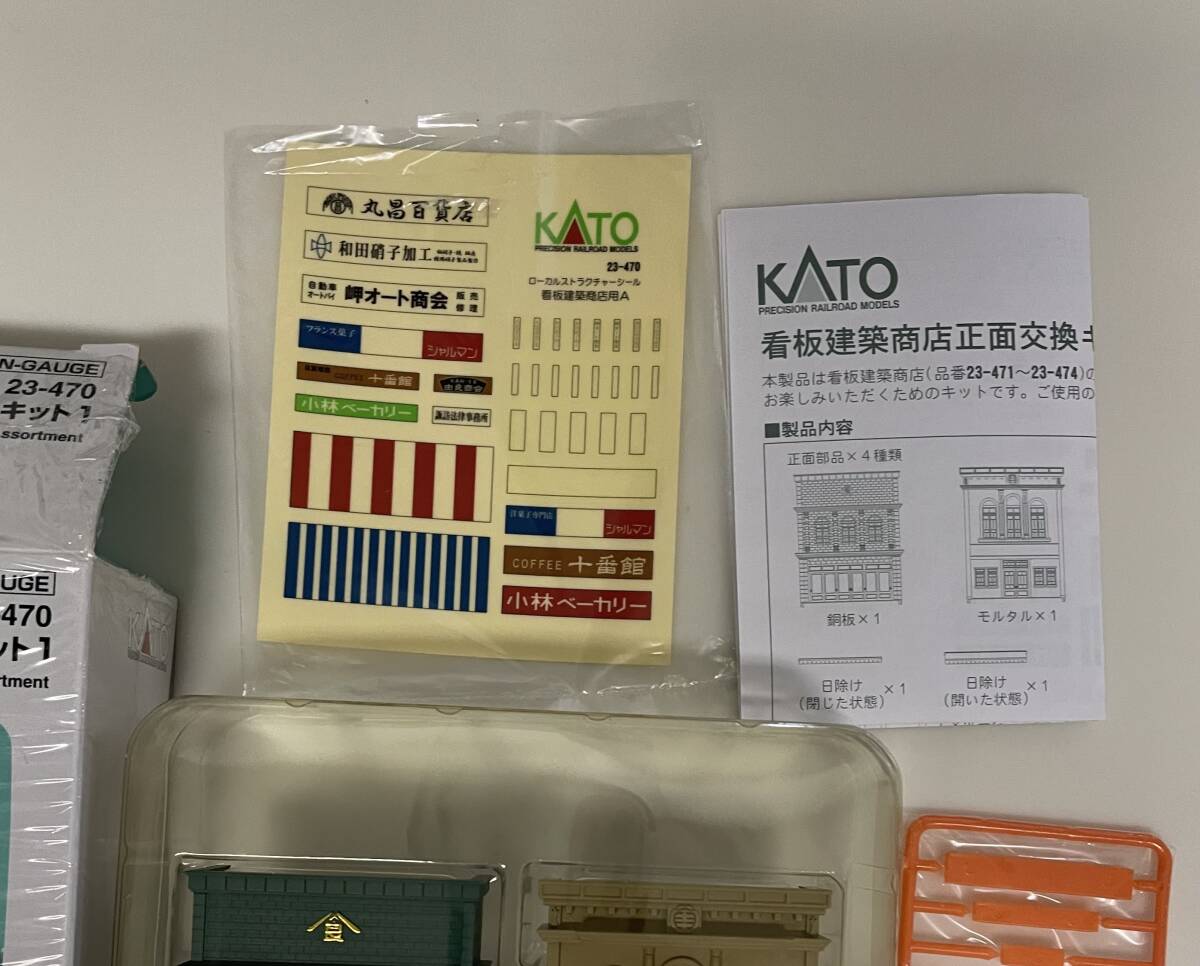 丸昌百貨店
和田硝子加工
自動車
オートバイ
岬オート商会
販売
修理
フランス菓子
シャルマン
COFFEE 十番館
由良商会
小林ベーカリー
諏訪法律事務所
KATO
PRECISION RAILROAD MODELS
23-470
ローカルストラクチャーシール
看板建築商店用A
洋菓子専門店
シャルマン
COFFEE 十番館
小林ベーカリー
KATO
PRECISION RAILROAD MODELS
看板建築商店正面交換キ
本製品は看板建築商店(品番23-471～23-474)の
お楽しみいただくためのキットです。ご使用の
■製品内容
正面部品×4種類
銅板×1
モルタル×1
日除け
(閉じた状態)
×1
日除け
(開いた状態)
×1
N-GAUGE
23-470
キット1
ssortment
UGE
470
ット1
rtment
KATO